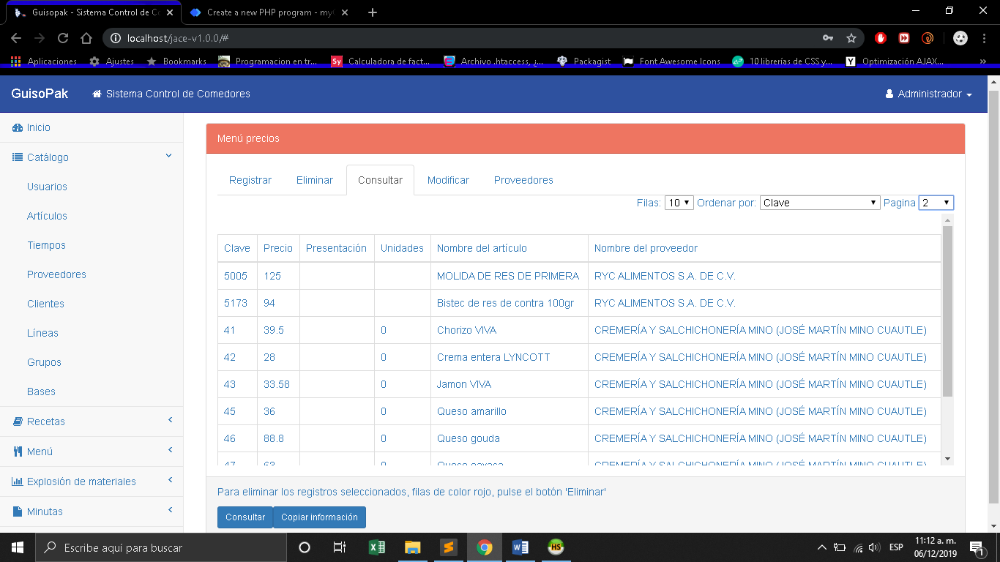 Guisopak - Sistema Control de Co
Create a new PHP program - my
localhost/jace-v1.0.0/#
Aplicaciones
Ajustes
Bookmarks
Programacion en tr...
Sy
Calculadora de fact...
Archivo .htaccess, ¿...
Packagist
Font Awesome Icons
10 librerías de CSS y...
Y
Optimización AJAX...
»
GuisoPak
Sistema Control de Comedores
Administrador
Inicio
Catálogo
Usuarios
Artículos
Tiempos
Proveedores
Clientes
Líneas
Grupos
Bases
Recetas
Menú
Explosión de materiales
Minutas
Menú precios
Registrar Eliminar Consultar Modificar Proveedores
Filas: 10 Ordenar por: Clave Pagina 2
Clave Precio Presentación Unidades Nombre del artículo Nombre del proveedor
5005 125 MOLIDA DE RES DE PRIMERA RYC ALIMENTOS S.A. DE C.V.
5173 94 Bistec de res de contra 100gr RYC ALIMENTOS S.A. DE C.V.
41 39.5 0 Chorizo VIVA CREMERÍA Y SALCHICHONERÍA MINO (JOSÉ MARTÍN MINO CUAUTLE)
42 28 0 Crema entera LYNCOTT CREMERÍA Y SALCHICHONERÍA MINO (JOSÉ MARTÍN MINO CUAUTLE)
43 33.58 0 Jamon VIVA CREMERÍA Y SALCHICHONERÍA MINO (JOSÉ MARTÍN MINO CUAUTLE)
45 36 0 Queso amarillo CREMERÍA Y SALCHICHONERÍA MINO (JOSÉ MARTÍN MINO CUAUTLE)
46 88.8 0 Queso gouda CREMERÍA Y SALCHICHONERÍA MINO (JOSÉ MARTÍN MINO CUAUTLE)
47 63 0 Queso oaxaca CREMERÍA Y SALCHICHONERÍA MINO (JOSÉ MARTÍN MINO CUAUTLE)
Para eliminar los registros seleccionados, filas de color rojo, pulse el botón 'Eliminar'
Consultar Copiar información
Escribe aquí para buscar
HS
ESP
11:12 a. m.
06/12/2019
1